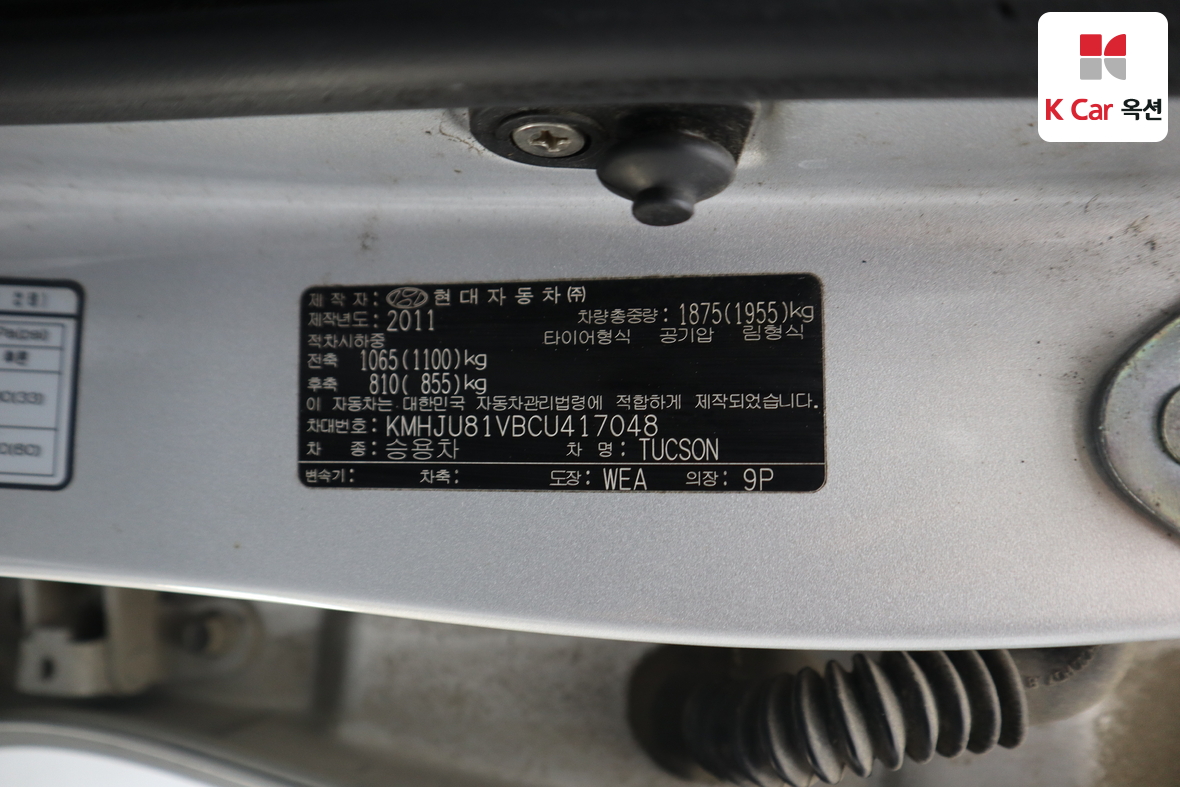 K Car 옥션
제 작 자 : 현 대 자 동 차 ㈜
제작년도 : 2011 차량총중량 : 1875(1955)kg
적차시하중 타이어형식 공기압 림형식
전축 1065(1100)kg
후축 810( 855)kg
이 자동차는 대한민국 자동차관리법령에 적합하게 제작되었습니다.
차대번호 : KMHJU81VBCU417048
차 종 : 승용차 차 명 : TUCSON
변속기 : 차축 : 도장 : WEA 의장 : 9P